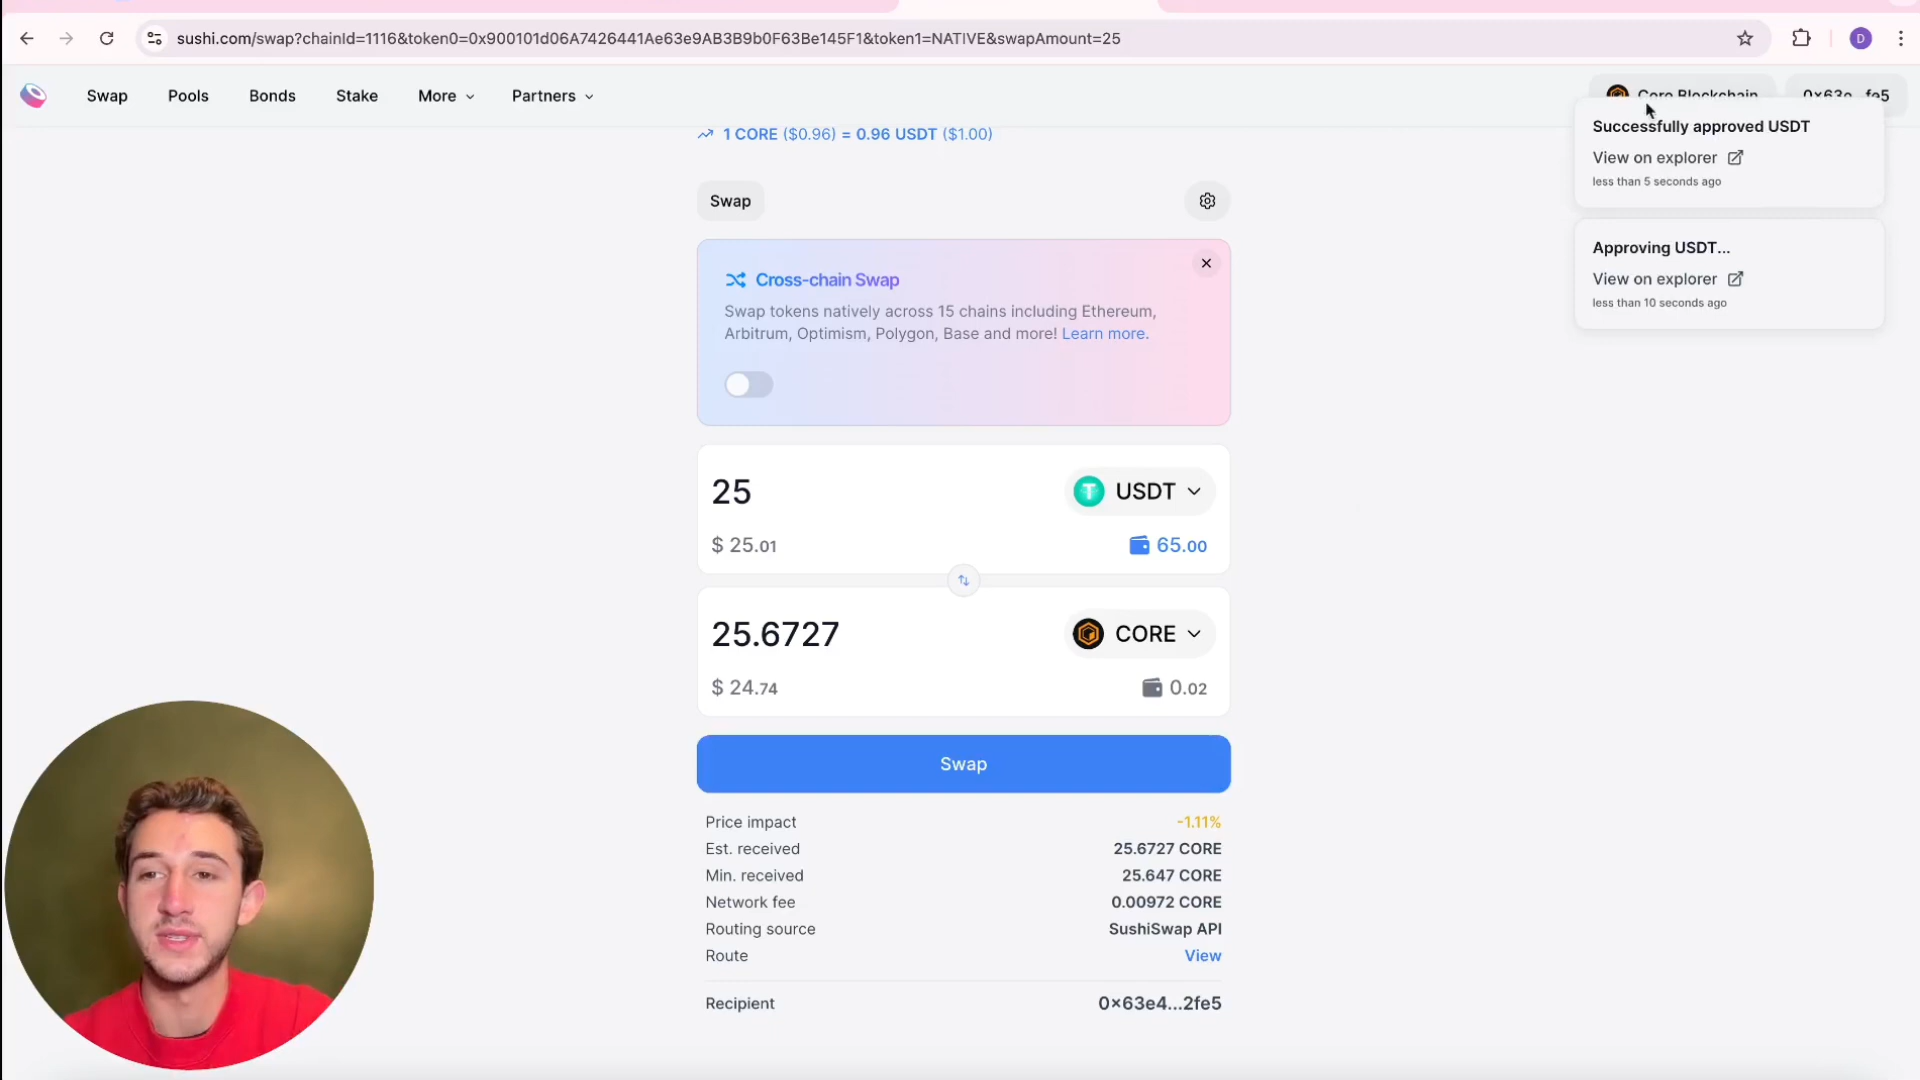 sushi.com/swap?chainId=1116&token0=0x900101d06A7426441Ae63e9AB3B9b0F63Be145F1&token1=NATIVE&swapAmount=25
D
Swap Pools Bonds Stake More Partners
Core Blockchain 0x63e...fe5
1 CORE ($0.96) = 0.96 USDT ($1.00)
Successfully approved USDT
View on explorer
less than 5 seconds ago
Approving USDT...
View on explorer
less than 10 seconds ago
Swap
Cross-chain Swap
Swap tokens natively across 15 chains including Ethereum,
Arbitrum, Optimism, Polygon, Base and more! Learn more.
25 USDT
$ 25.01 65.00
25.6727 CORE
$ 24.74 0.02
Swap
Price impact -1.11%
Est. received 25.6727 CORE
Min. received 25.647 CORE
Network fee 0.00972 CORE
Routing source SushiSwap API
Route View
Recipient 0x63e4...2fe5